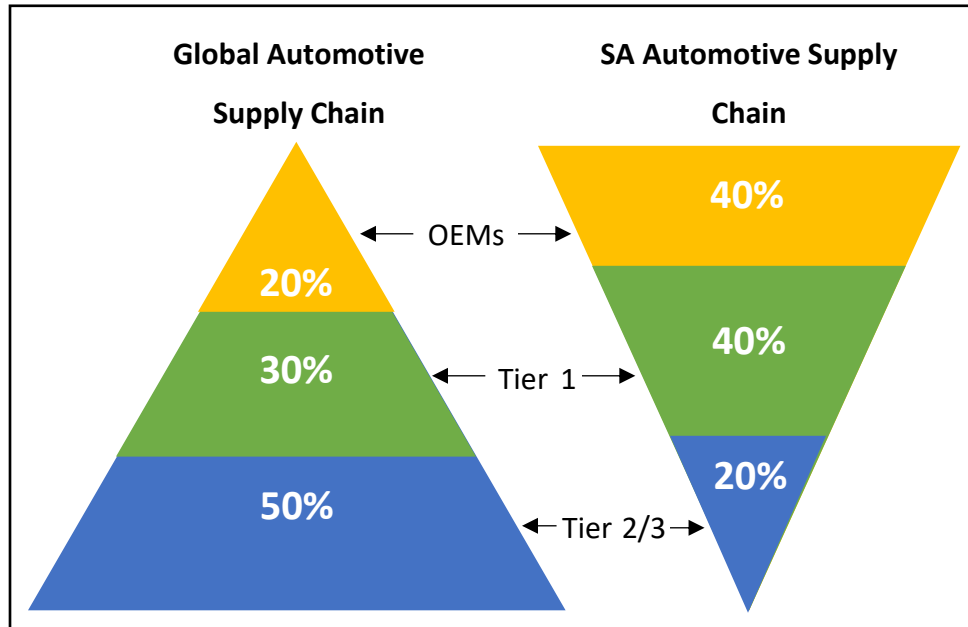 Global Automotive
Supply Chain
SA Automotive Supply
Chain
40%
OEMs
20%
40%
30%
Tier 1
20%
50%
Tier 2/3